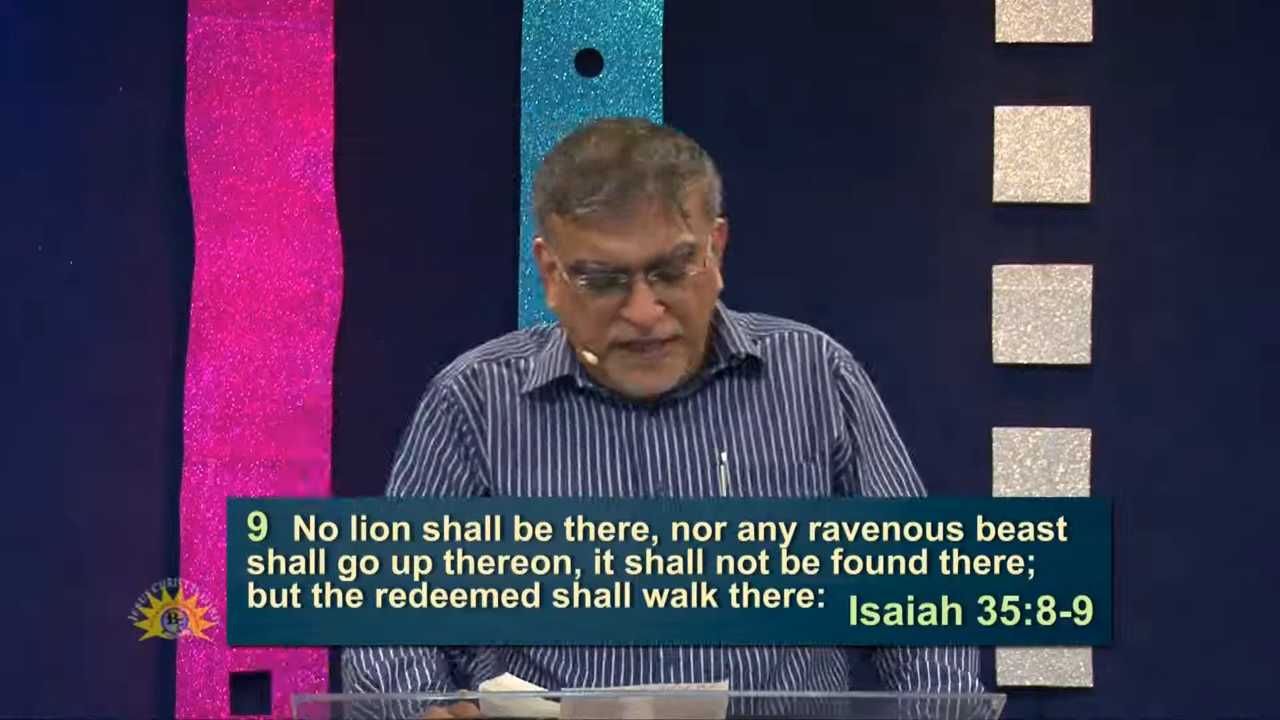 9 No lion shall be there, nor any ravenous beast
shall go up thereon, it shall not be found there;
but the redeemed shall walk there:
Isaiah 35:8-9